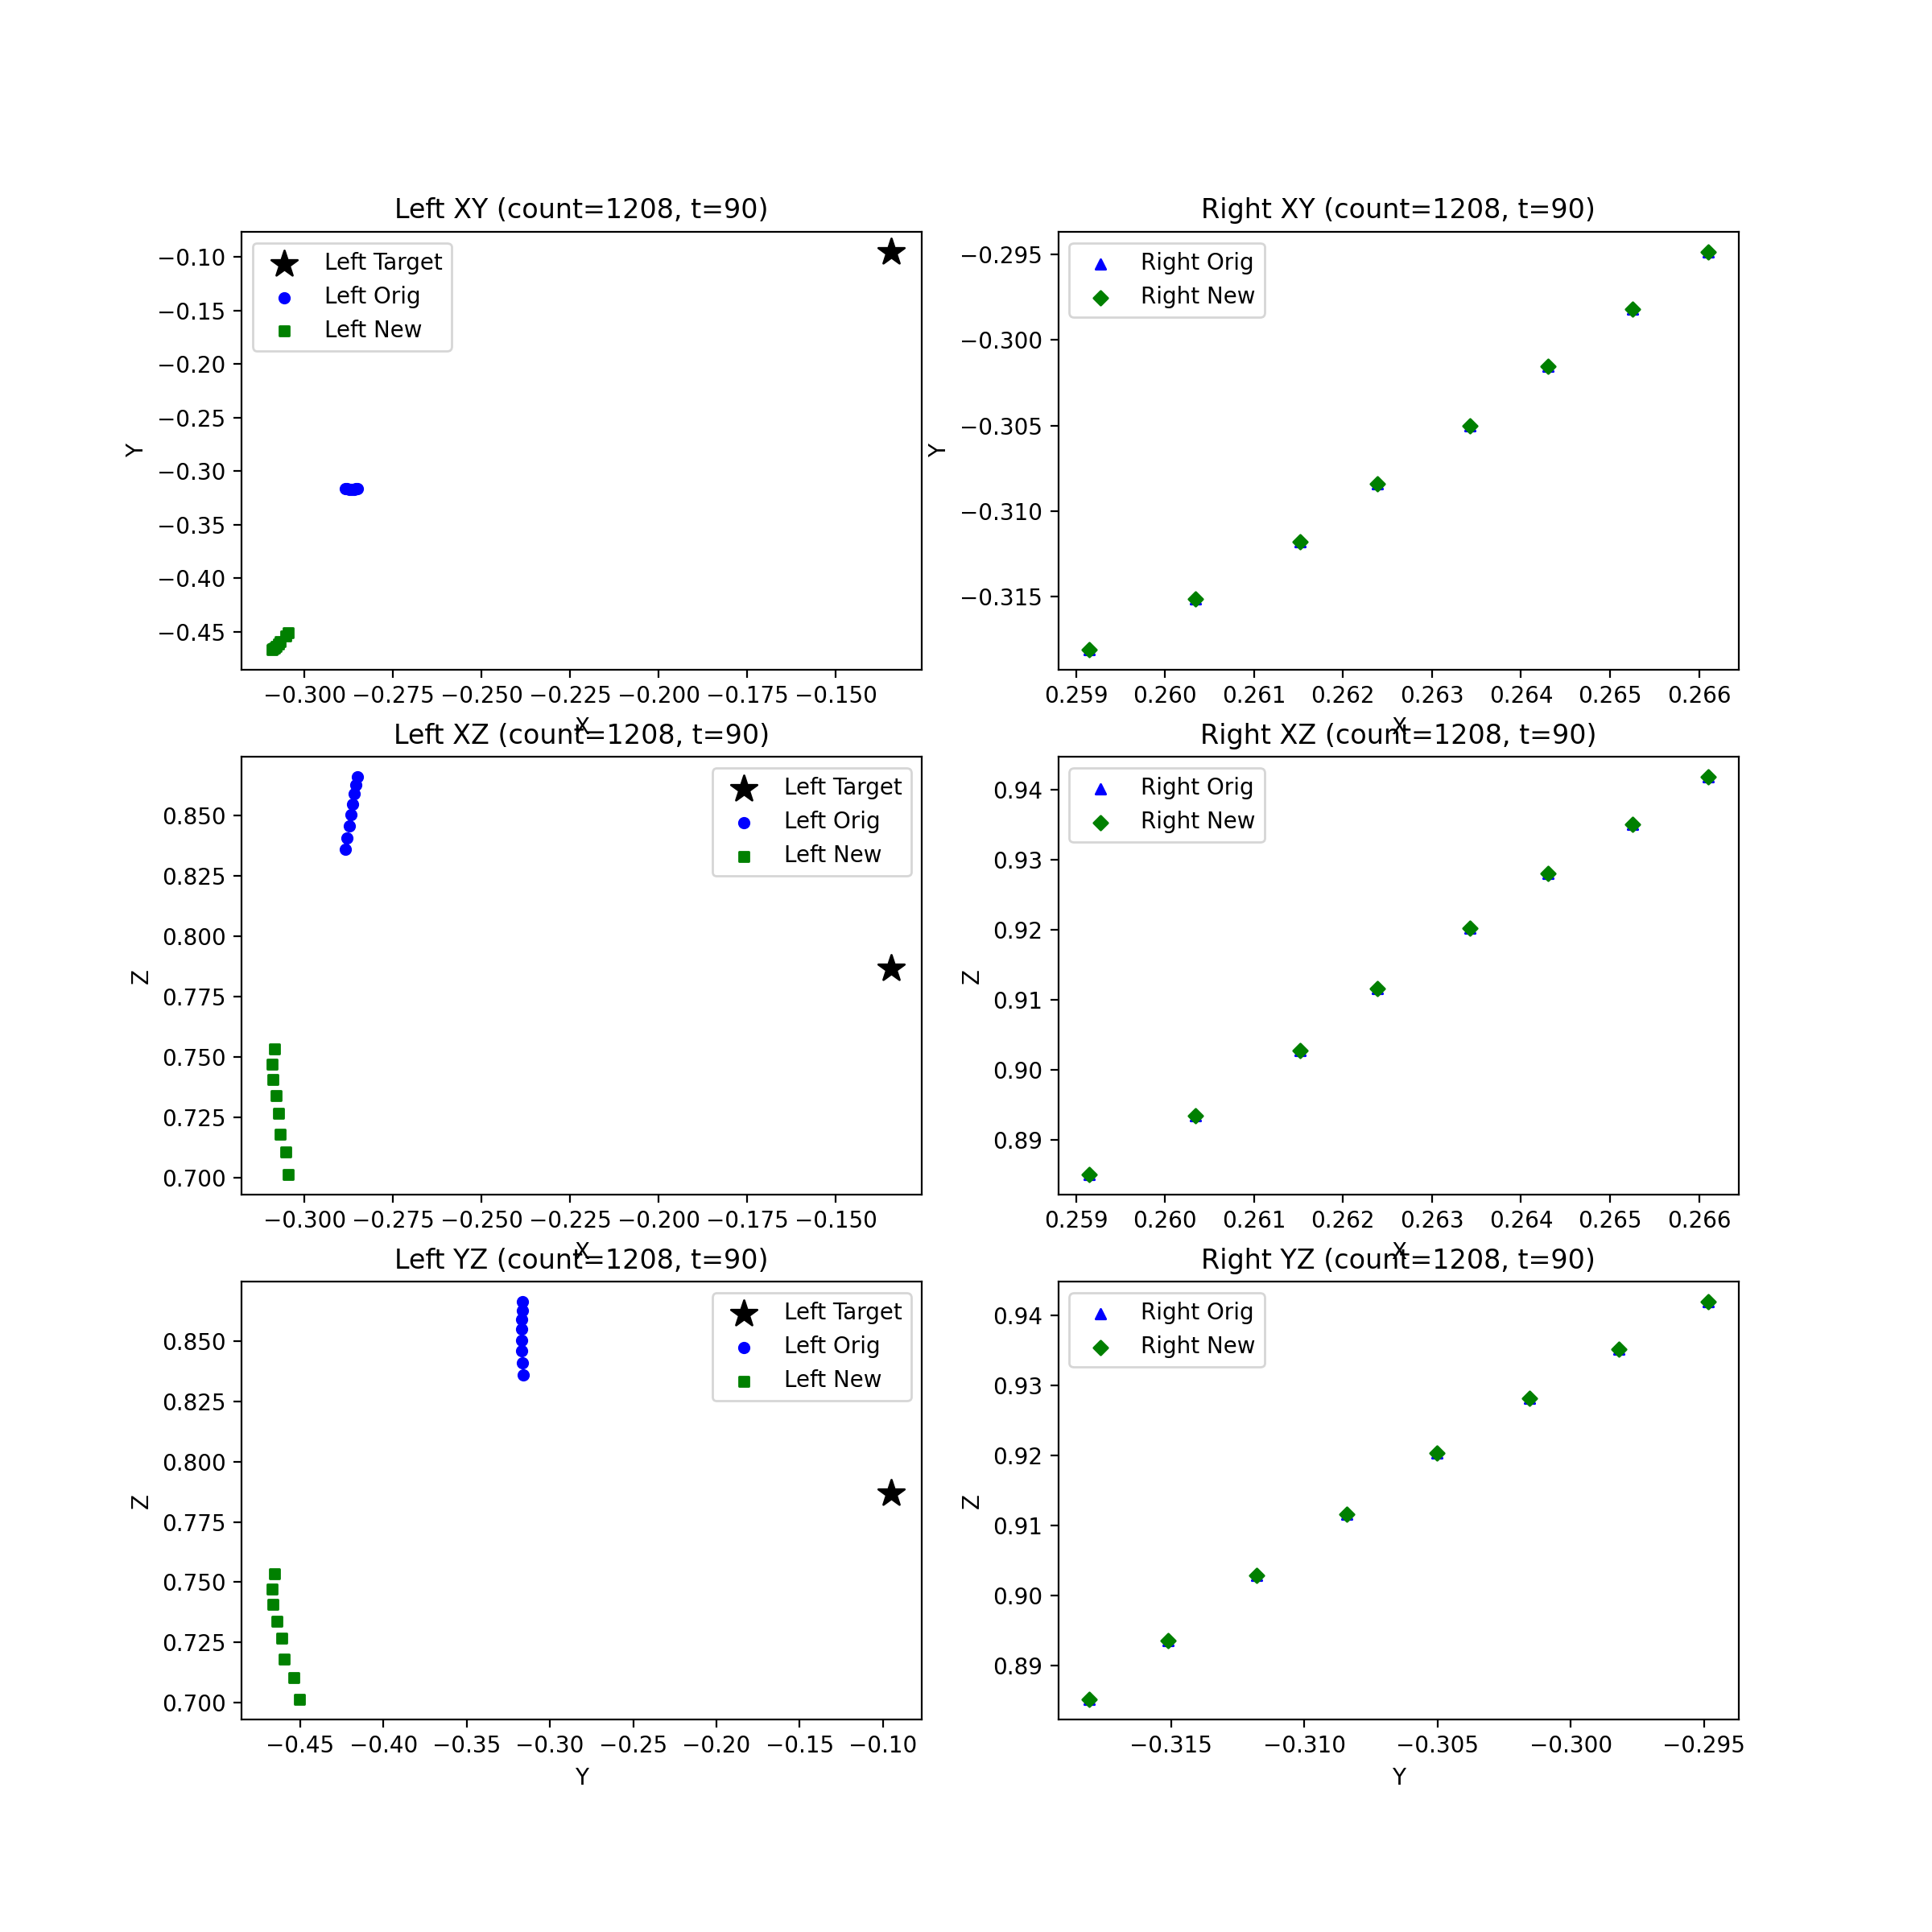 Left XY (count=1208, t=90)
Left Target
Left Orig
Left New
−0.10
−0.15
−0.20
−0.25
−0.30
−0.35
−0.40
−0.45
Y
−0.300 −0.275 −0.250 −0.225 −0.200 −0.175 −0.150
X
Right XY (count=1208, t=90)
Right Orig
Right New
−0.295
−0.300
−0.305
−0.310
−0.315
Y
0.259 0.260 0.261 0.262 0.263 0.264 0.265 0.266
X
Left XZ (count=1208, t=90)
Left Target
Left Orig
Left New
0.850
0.825
0.800
0.775
0.750
0.725
0.700
Z
−0.300 −0.275 −0.250 −0.225 −0.200 −0.175 −0.150
X
Right XZ (count=1208, t=90)
Right Orig
Right New
0.94
0.93
0.92
0.91
0.90
0.89
Z
0.259 0.260 0.261 0.262 0.263 0.264 0.265 0.266
X
Left YZ (count=1208, t=90)
Left Target
Left Orig
Left New
0.850
0.825
0.800
0.775
0.750
0.725
0.700
Z
−0.45 −0.40 −0.35 −0.30 −0.25 −0.20 −0.15 −0.10
Y
Right YZ (count=1208, t=90)
Right Orig
Right New
0.94
0.93
0.92
0.91
0.90
0.89
Z
−0.315 −0.310 −0.305 −0.300 −0.295
Y